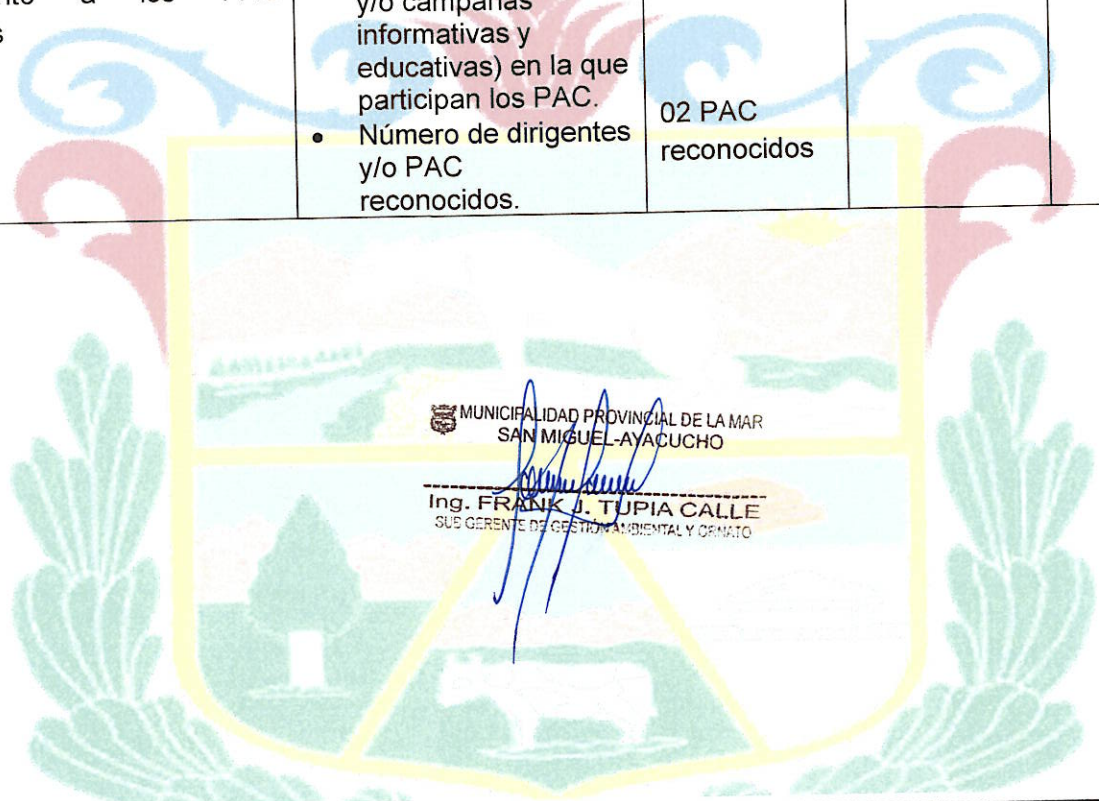 y/o campañas
informativas y
educativas) en la que
participan los PAC.
• Número de dirigentes
y/o PAC
reconocidos.
02 PAC
reconocidos
MUNICIPALIDAD PROVINCIAL DE LA MAR
SAN MIGUEL-AYACUCHO
Ing. FRANK J. TUPIA CALLE
SUB GERENTE DE GESTIÓN AMBIENTAL Y ORNATO